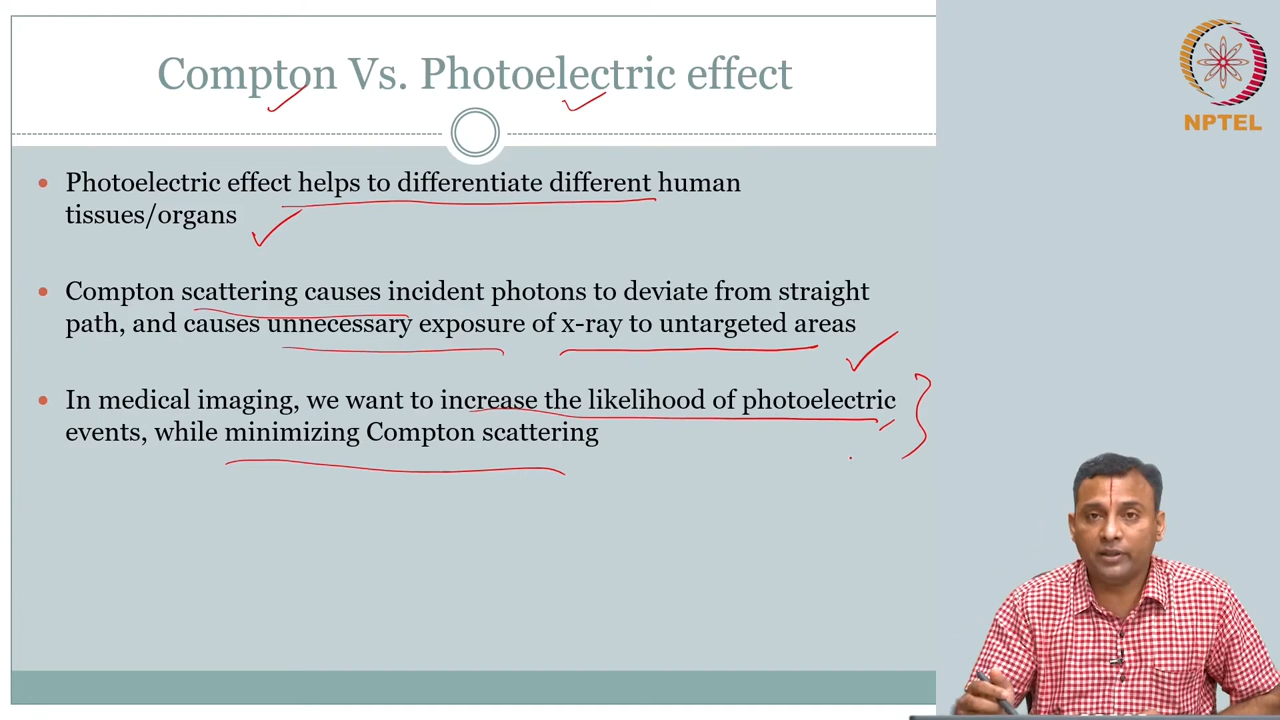 Compton Vs. Photoelectric effect
NPTEL
Photoelectric effect helps to differentiate different human
tissues/organs
Compton scattering causes incident photons to deviate from straight
path, and causes unnecessary exposure of x-ray to untargeted areas
In medical imaging, we want to increase the likelihood of photoelectric
events, while minimizing Compton scattering